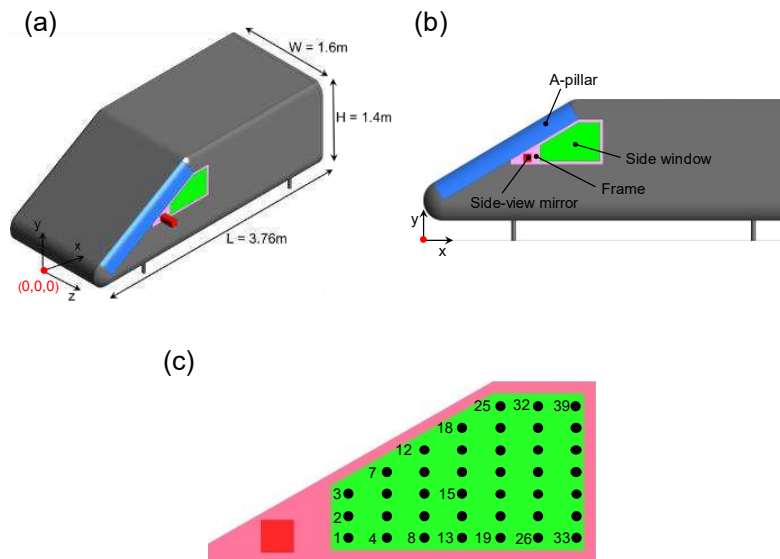 (a)
W = 1.6m
H = 1.4m
L = 3.76m
y
x
z
(0,0,0)
(b)
A-pillar
Side window
Frame
Side-view mirror
y
x
(c)
25 32 39
18
12
7
3 15
2
1 4 8 13 19 26 33